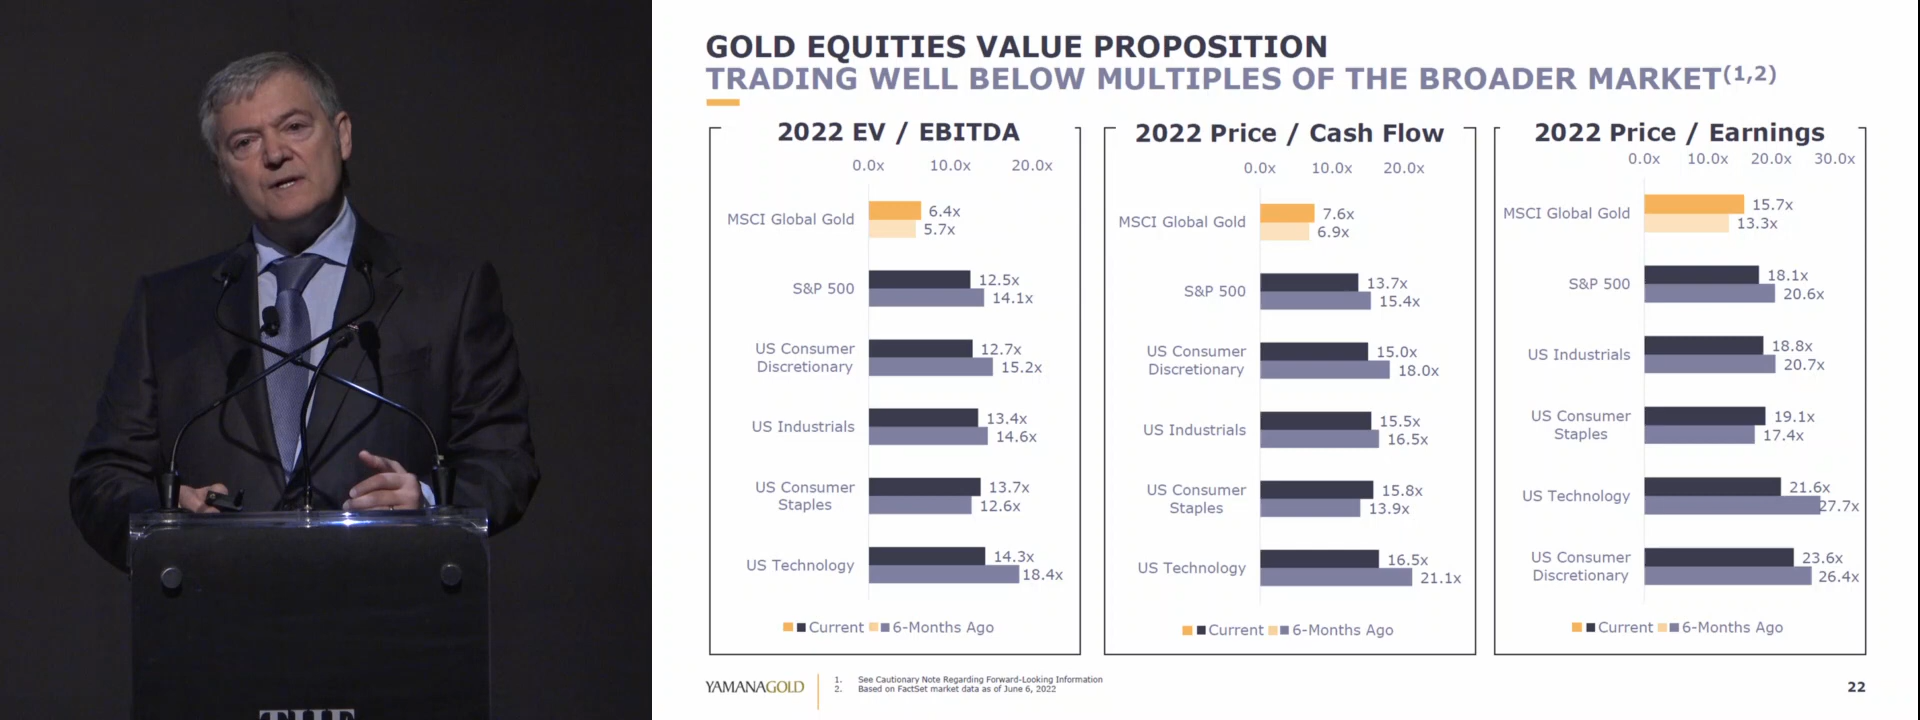 GOLD EQUITIES VALUE PROPOSITION
TRADING WELL BELOW MULTIPLES OF THE BROADER MARKET(1,2)
2022 EV / EBITDA
0.0x 10.0x 20.0x
MSCI Global Gold
6.4x
5.7x
S&P 500
12.5x
14.1x
US Consumer
Discretionary
12.7x
15.2x
US Industrials
13.4x
14.6x
US Consumer
Staples
13.7x
12.6x
US Technology
14.3x
18.4x
Current 6-Months Ago
2022 Price / Cash Flow
0.0x 10.0x 20.0x
MSCI Global Gold
7.6x
6.9x
S&P 500
13.7x
15.4x
US Consumer
Discretionary
15.0x
18.0x
US Industrials
15.5x
16.5x
US Consumer
Staples
15.8x
13.9x
US Technology
16.5x
21.1x
Current 6-Months Ago
2022 Price / Earnings
0.0x 10.0x 20.0x 30.0x
MSCI Global Gold
15.7x
13.3x
S&P 500
18.1x
20.6x
US Industrials
18.8x
20.7x
US Consumer
Staples
19.1x
17.4x
US Technology
21.6x
27.7x
US Consumer
Discretionary
23.6x
26.4x
Current 6-Months Ago
YAMANAGOLD
1. See Cautionary Note Regarding Forward-Looking Information
2. Based on FactSet market data as of June 6, 2022
22
THE